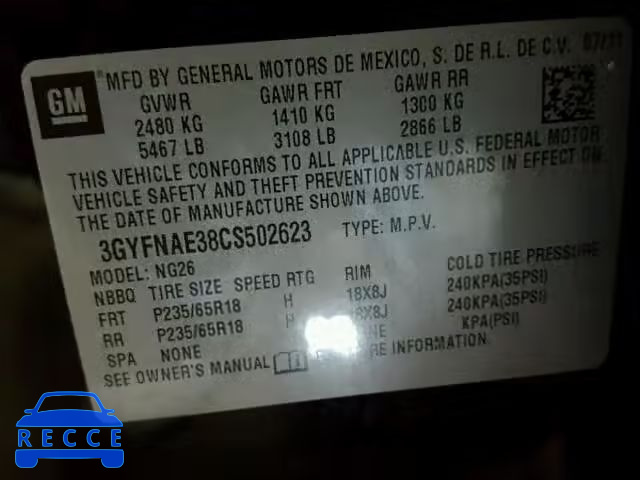 GM
MFD BY GENERAL MOTORS DE MEXICO, S. DE R.L. DE C.V. 07/11
GVWR GAWR FRT GAWR RR
2480 KG 1410 KG 1300 KG
5467 LB 3108 LB 2866 LB
THIS VEHICLE CONFORMS TO ALL APPLICABLE U.S. FEDERAL MOTOR
VEHICLE SAFETY AND THEFT PREVENTION STANDARDS IN EFFECT ON
THE DATE OF MANUFACTURE SHOWN ABOVE.
3GYFNAE38CS502623 TYPE: M.P.V.
MODEL: NG26
NBBQ TIRE SIZE SPEED RTG RIM COLD TIRE PRESSURE
FRT P235/65R18 H 18X8J 240KPA(35PSI)
RR P235/65R18 H 18X8J 240KPA(35PSI)
SPA NONE KPA(PSI)
SEE OWNER'S MANUAL INFORMATION.
RECCE